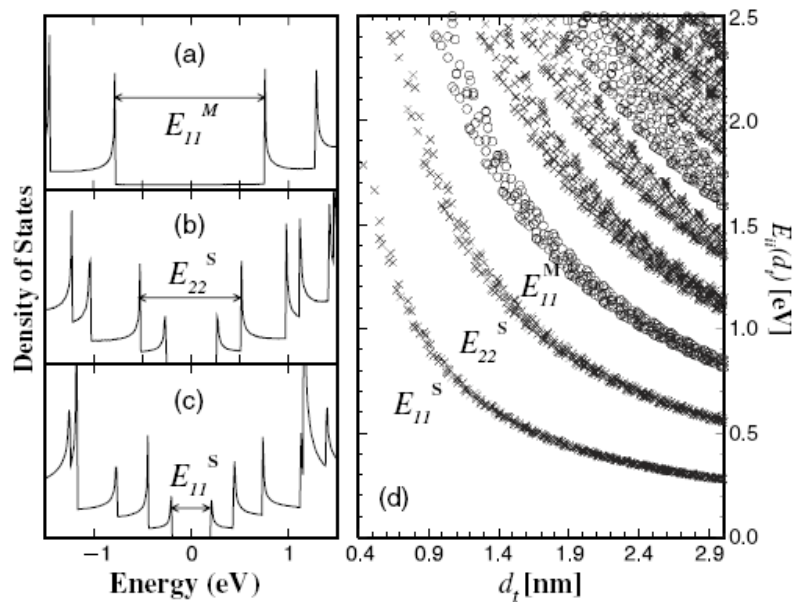 (a)
E₁₁ᴹ
(b)
E₂₂ˢ
(c)
E₁₁ˢ
Density of States
−1 0 1
Energy (eV)
2.5
2.0
1.5
1.0
0.5
0.0
Eᵢᵢ(dₜ) [eV]
E₁₁ᴹ
E₂₂ˢ
E₁₁ˢ
(d)
0.4 0.9 1.4 1.9 2.4 2.9
dₜ [nm]